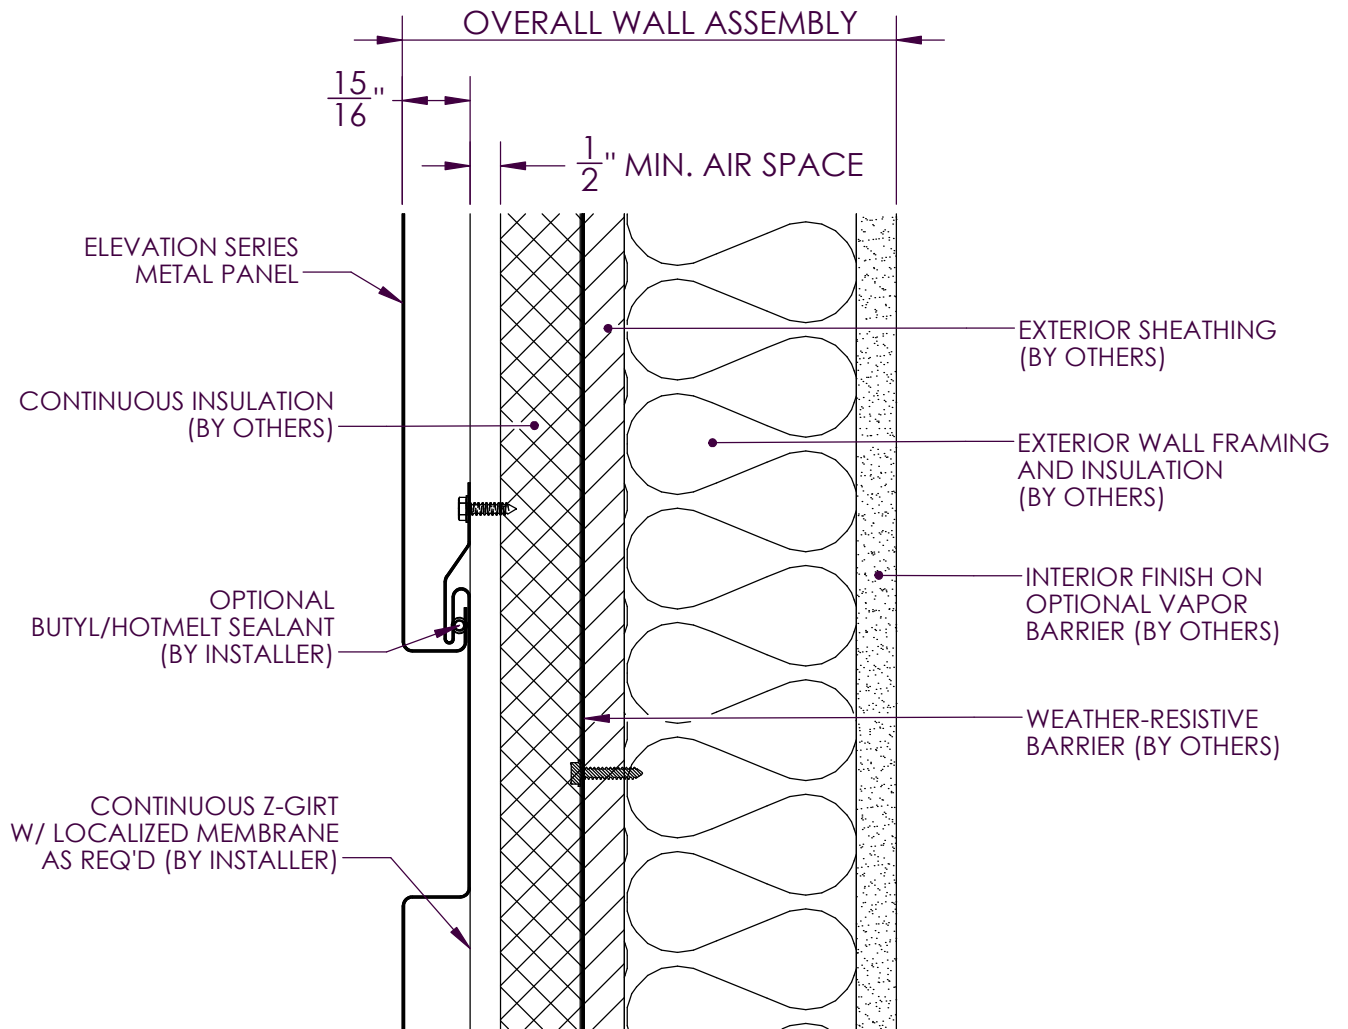 OVERALL WALL ASSEMBLY
15/16"
1/2" MIN. AIR SPACE
ELEVATION SERIES
METAL PANEL
CONTINUOUS INSULATION
(BY OTHERS)
OPTIONAL
BUTYL/HOTMELT SEALANT
(BY INSTALLER)
CONTINUOUS Z-GIRT
W/ LOCALIZED MEMBRANE
AS REQ'D (BY INSTALLER)
EXTERIOR SHEATHING
(BY OTHERS)
EXTERIOR WALL FRAMING
AND INSULATION
(BY OTHERS)
INTERIOR FINISH ON
OPTIONAL VAPOR
BARRIER (BY OTHERS)
WEATHER-RESISTIVE
BARRIER (BY OTHERS)